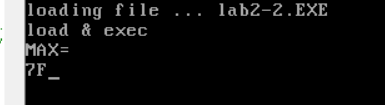 loading file ... lab2-2.EXE
load & exec
MAX=
7F_